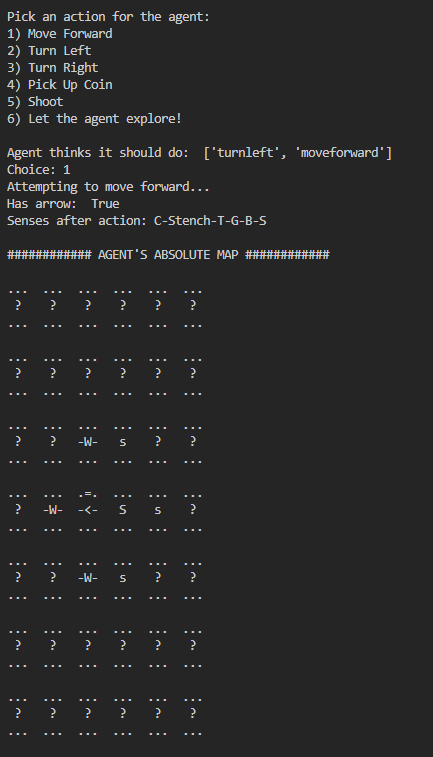 Pick an action for the agent:
1) Move Forward
2) Turn Left
3) Turn Right
4) Pick Up Coin
5) Shoot
6) Let the agent explore!
Agent thinks it should do:  ['turnleft', 'moveforward']
Choice: 1
Attempting to move forward...
Has arrow:  True
Senses after action: C-Stench-T-G-B-S
############ AGENT'S ABSOLUTE MAP ############
...  ...  ...  ...  ...  ...
 ?    ?    ?    ?    ?    ?
...  ...  ...  ...  ...  ...
...  ...  ...  ...  ...  ...
 ?    ?    ?    ?    ?    ?
...  ...  ...  ...  ...  ...
...  ...  ...  ...  ...  ...
 ?    ?   -W-   s    ?    ?
...  ...  ...  ...  ...  ...
...  ...  .=.  ...  ...  ...
 ?   -W-  -<-   S    s    ?
...  ...  ...  ...  ...  ...
...  ...  ...  ...  ...  ...
 ?    ?   -W-   s    ?    ?
...  ...  ...  ...  ...  ...
...  ...  ...  ...  ...  ...
 ?    ?    ?    ?    ?    ?
...  ...  ...  ...  ...  ...
...  ...  ...  ...  ...  ...
 ?    ?    ?    ?    ?    ?
...  ...  ...  ...  ...  ...